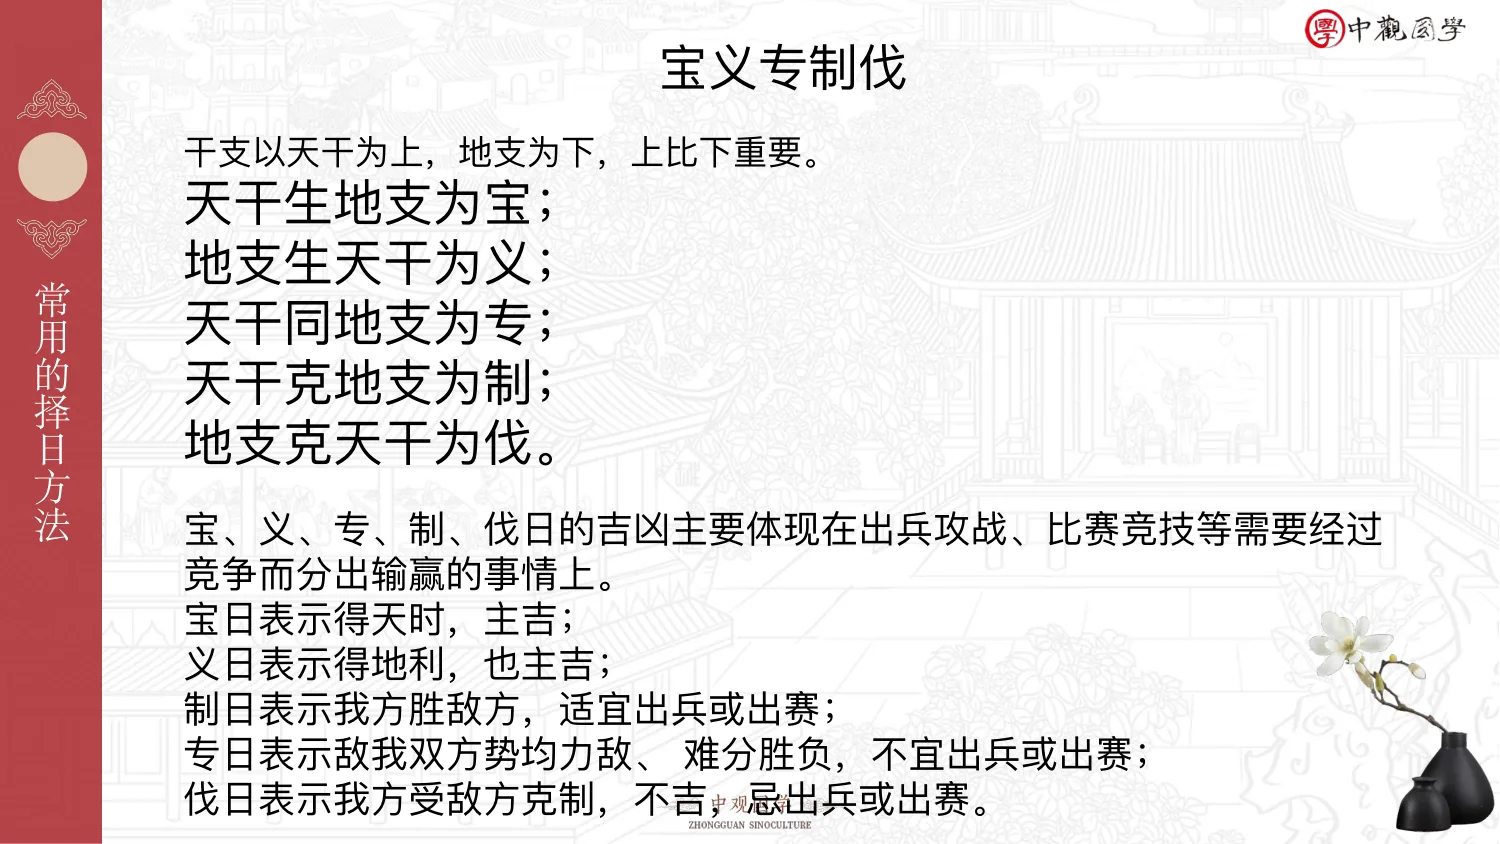 學中觀国学
宝义专制伐
常用的择日方法
干支以天干为上，地支为下，上比下重要。
天干生地支为宝；
地支生天干为义；
天干同地支为专；
天干克地支为制；
地支克天干为伐。
宝、义、专、制、伐日的吉凶主要体现在出兵攻战、比赛竞技等需要经过
竞争而分出输赢的事情上。
宝日表示得天时，主吉；
义日表示得地利，也主吉；
制日表示我方胜敌方，适宜出兵或出赛；
专日表示敌我双方势均力敌、 难分胜负，不宜出兵或出赛；
伐日表示我方受敌方克制，不吉，忌出兵或出赛。
中观国学
ZHONGGUAN SINOCULTURE